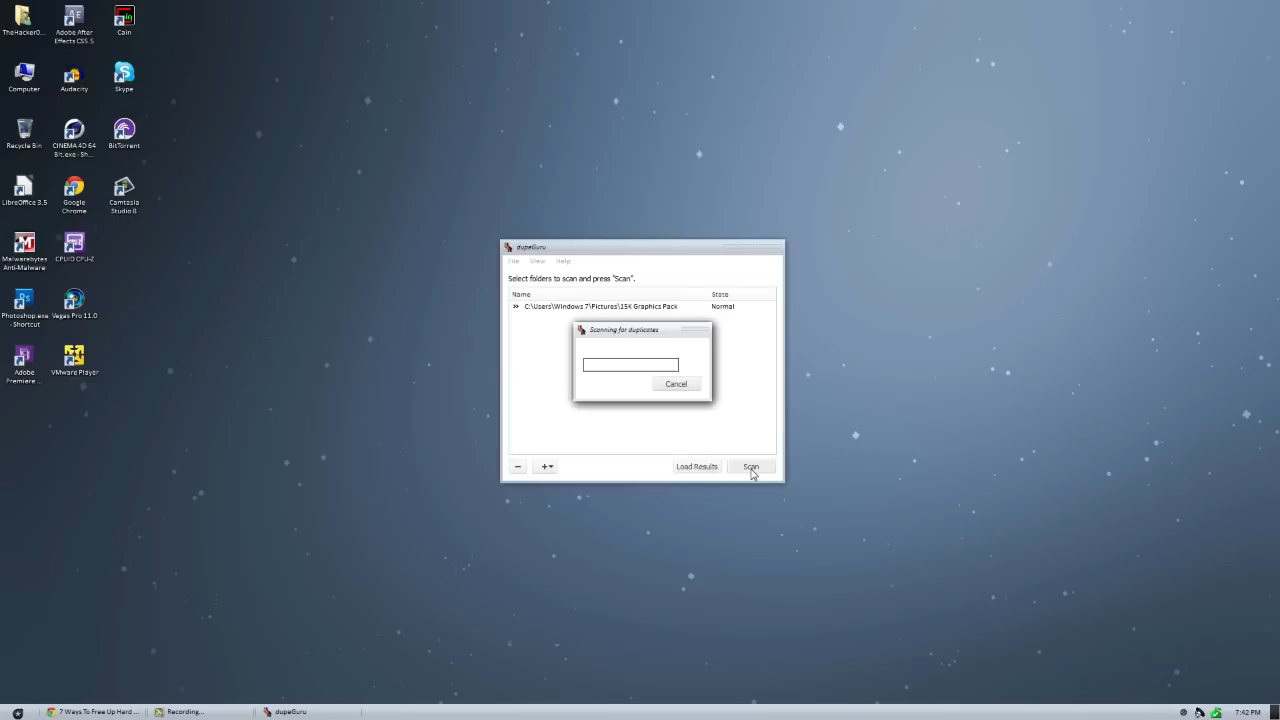 TheHacker0...
Adobe After
Effects CS5.5
Cain
Computer
Audacity
Skype
Recycle Bin
CINEMA 4D 64
Bit.exe - Sh...
BitTorrent
LibreOffice 3.5
Google
Chrome
Camtasia
Studio 8
Malwarebytes
Anti-Malware
CPUID CPU-Z
Photoshop.exe
- Shortcut
Vegas Pro 11.0
Adobe
Premiere ...
VMware Player
dupeGuru
File View Help
Select folders to scan and press "Scan".
Name State
C:\Users\Windows 7\Pictures\15K Graphics Pack Normal
Scanning for duplicates
Cancel
Load Results Scan
7 Ways To Free Up Hard ... Recording... dupeGuru 7:42 PM